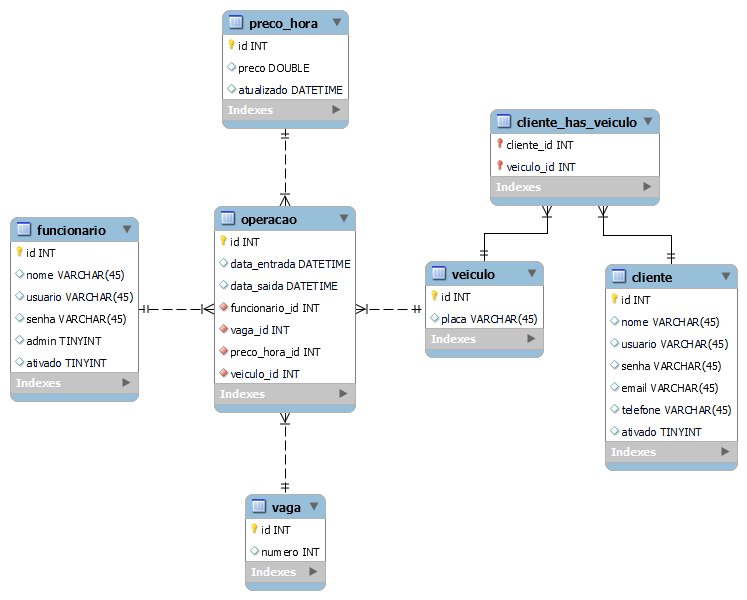 preco_hora
id INT
preco DOUBLE
atualizado DATETIME
Indexes
cliente_has_veiculo
cliente_id INT
veiculo_id INT
Indexes
funcionario
id INT
nome VARCHAR(45)
usuario VARCHAR(45)
senha VARCHAR(45)
admin TINYINT
ativado TINYINT
Indexes
operacao
id INT
data_entrada DATETIME
data_saida DATETIME
funcionario_id INT
vaga_id INT
preco_hora_id INT
veiculo_id INT
Indexes
veiculo
id INT
placa VARCHAR(45)
Indexes
cliente
id INT
nome VARCHAR(45)
usuario VARCHAR(45)
senha VARCHAR(45)
email VARCHAR(45)
telefone VARCHAR(45)
ativado TINYINT
Indexes
vaga
id INT
numero INT
Indexes